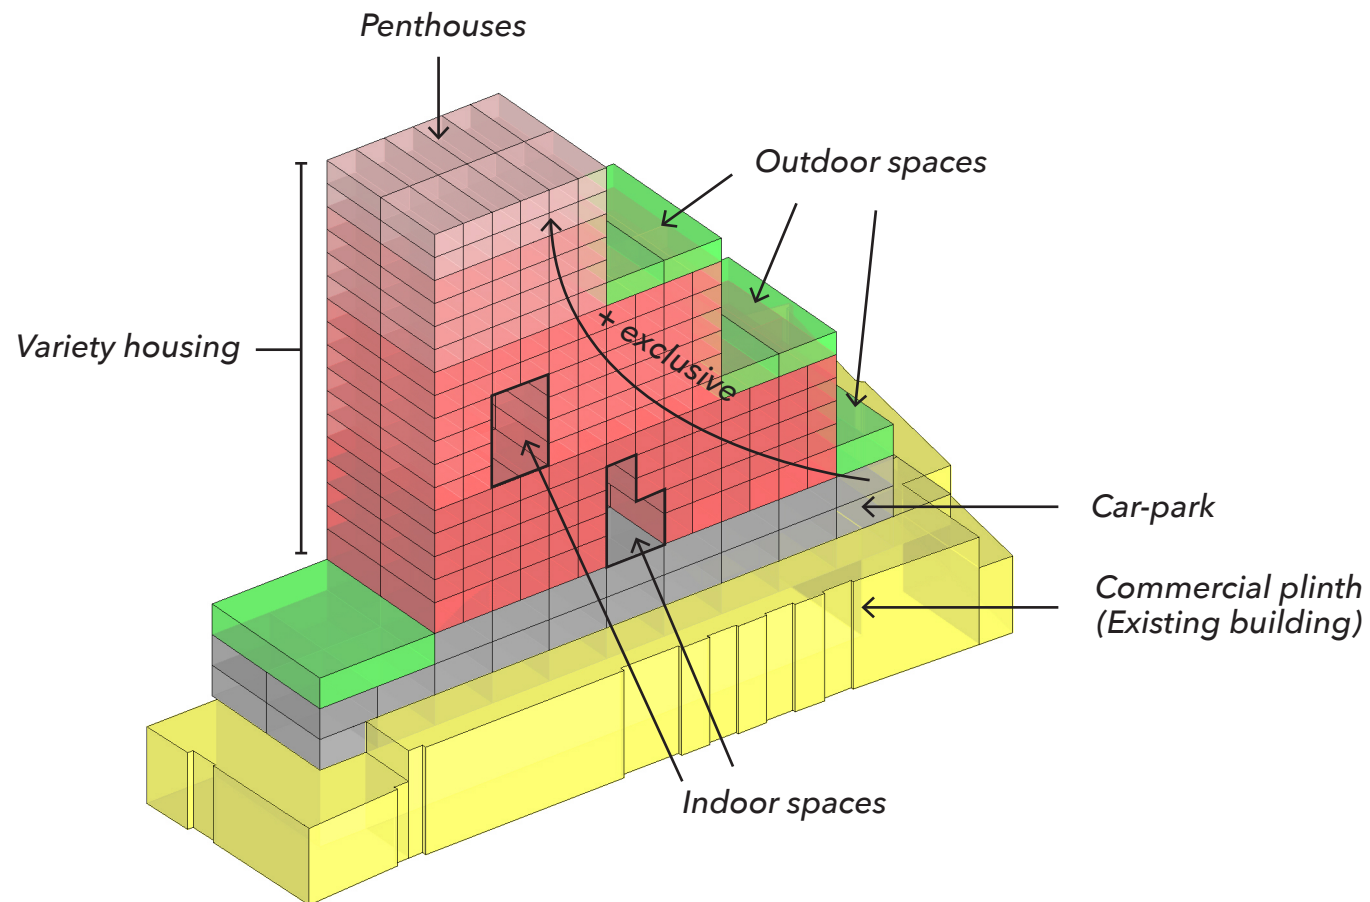 Penthouses
Outdoor spaces
Variety housing
+ exclusive
Car-park
Commercial plinth
(Existing building)
Indoor spaces